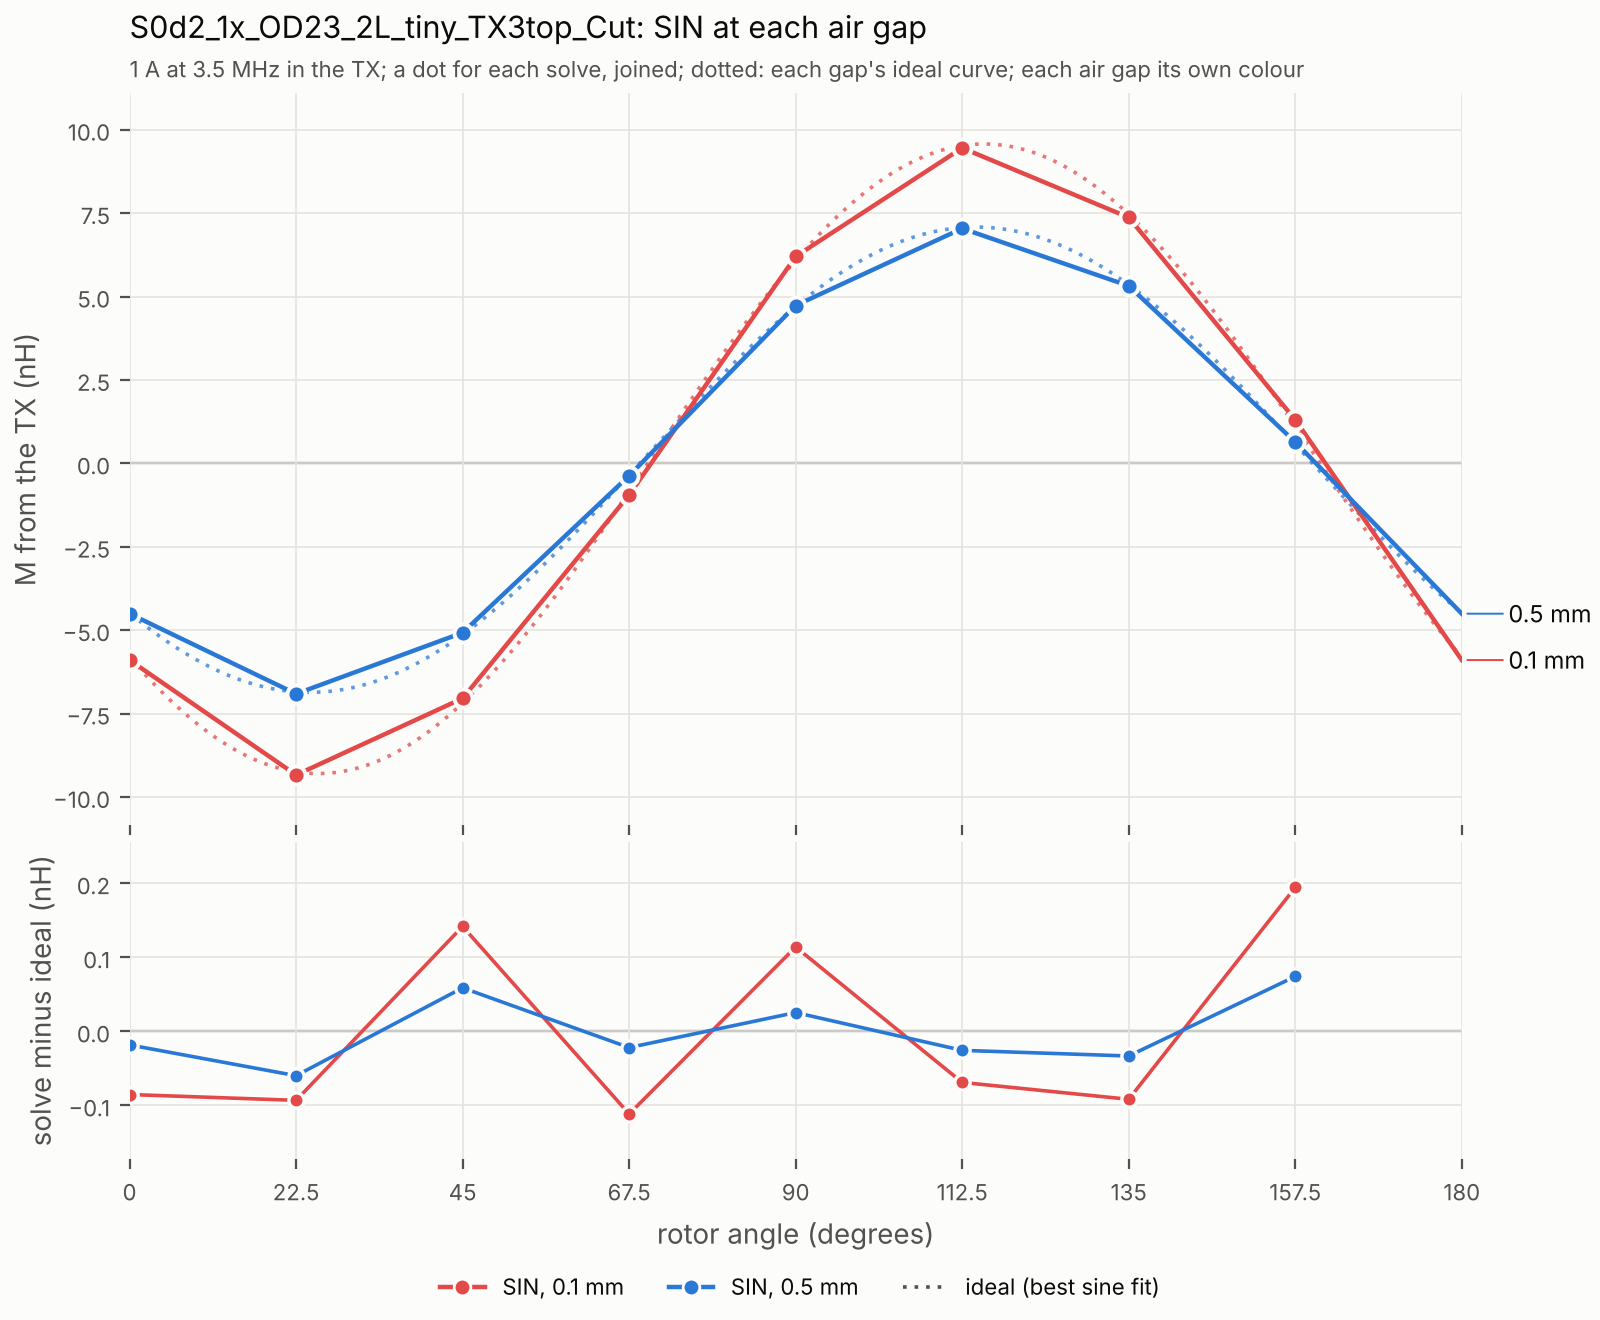 S0d2_1x_OD23_2L_tiny_TX3top_Cut: SIN at each air gap
1 A at 3.5 MHz in the TX; a dot for each solve, joined; dotted: each gap's ideal curve; each air gap its own colour
M from the TX (nH)
10.0
7.5
5.0
2.5
0.0
−2.5
−5.0
−7.5
−10.0
0.5 mm
0.1 mm
solve minus ideal (nH)
0.2
0.1
0.0
−0.1
0 22.5 45 67.5 90 112.5 135 157.5 180
rotor angle (degrees)
SIN, 0.1 mm SIN, 0.5 mm ideal (best sine fit)